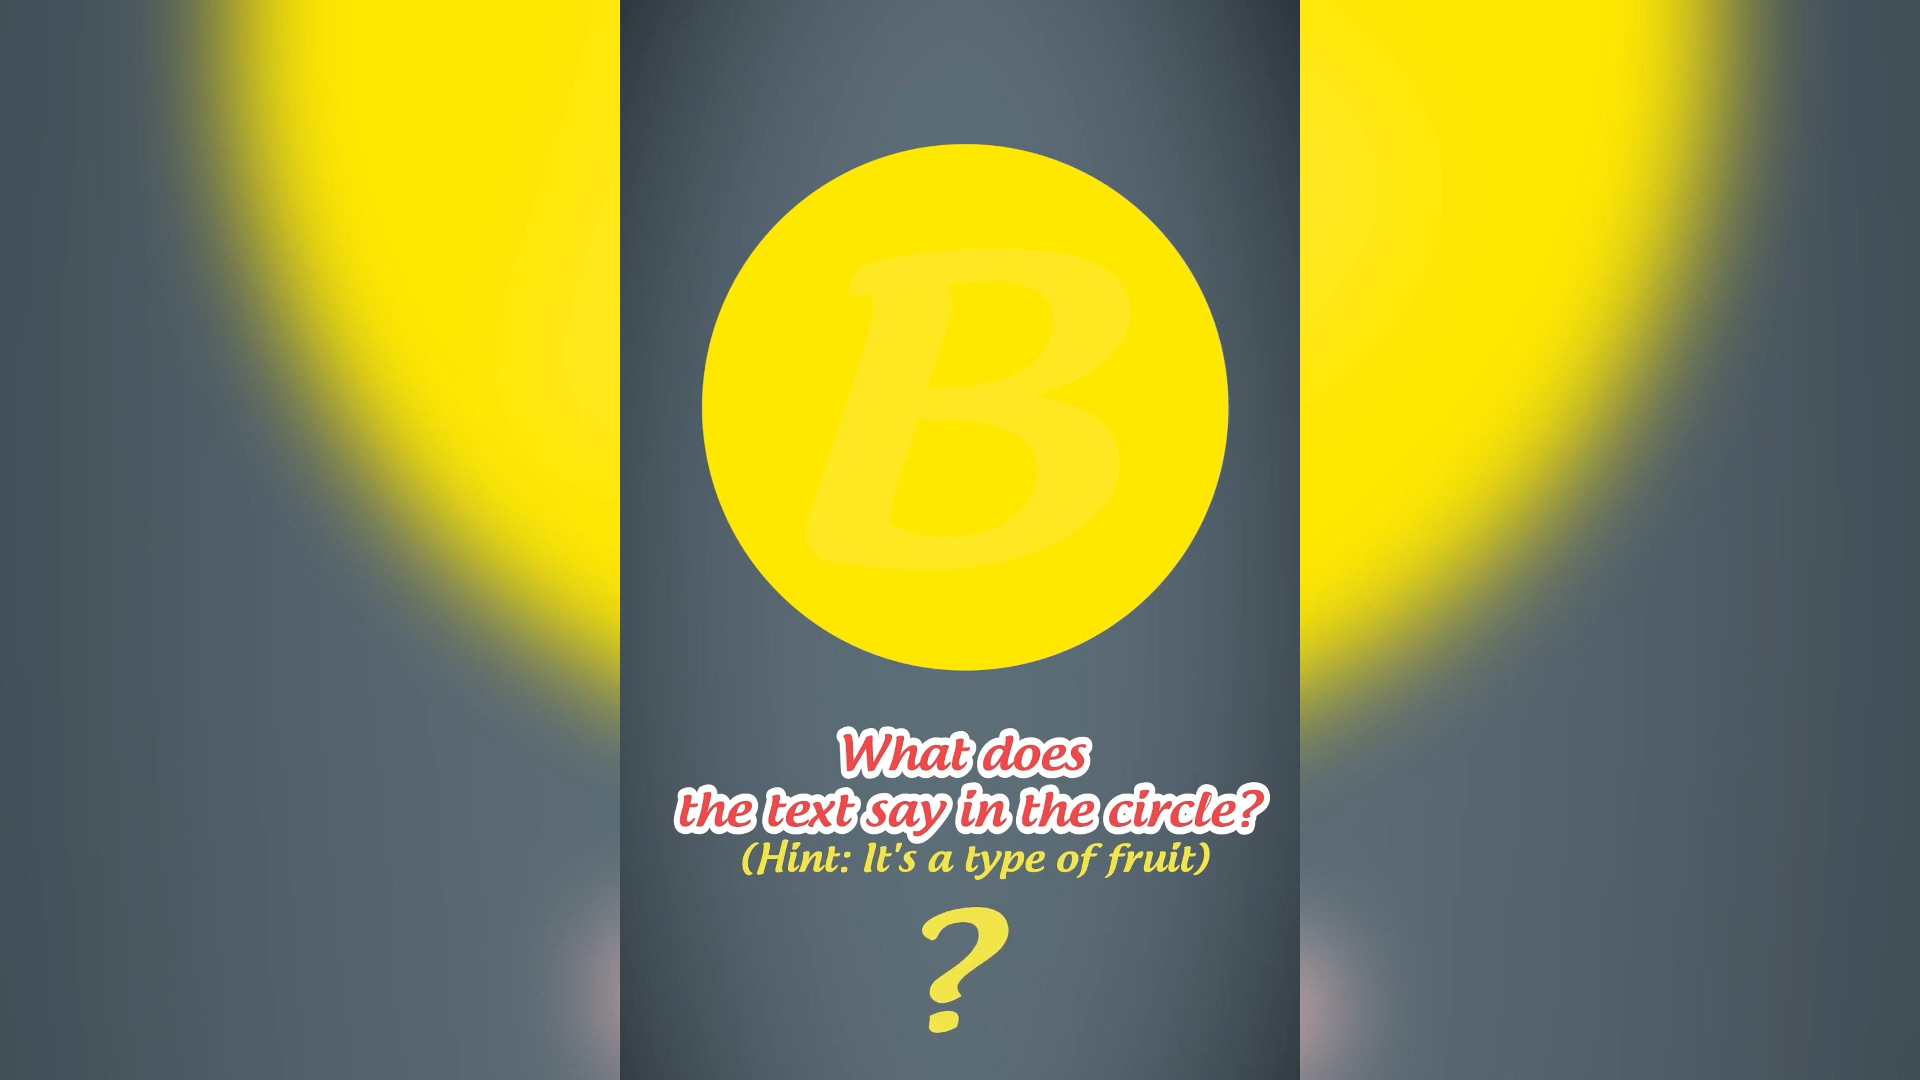 B
What does
the text say in the circle?
(Hint: It's a type of fruit)
?